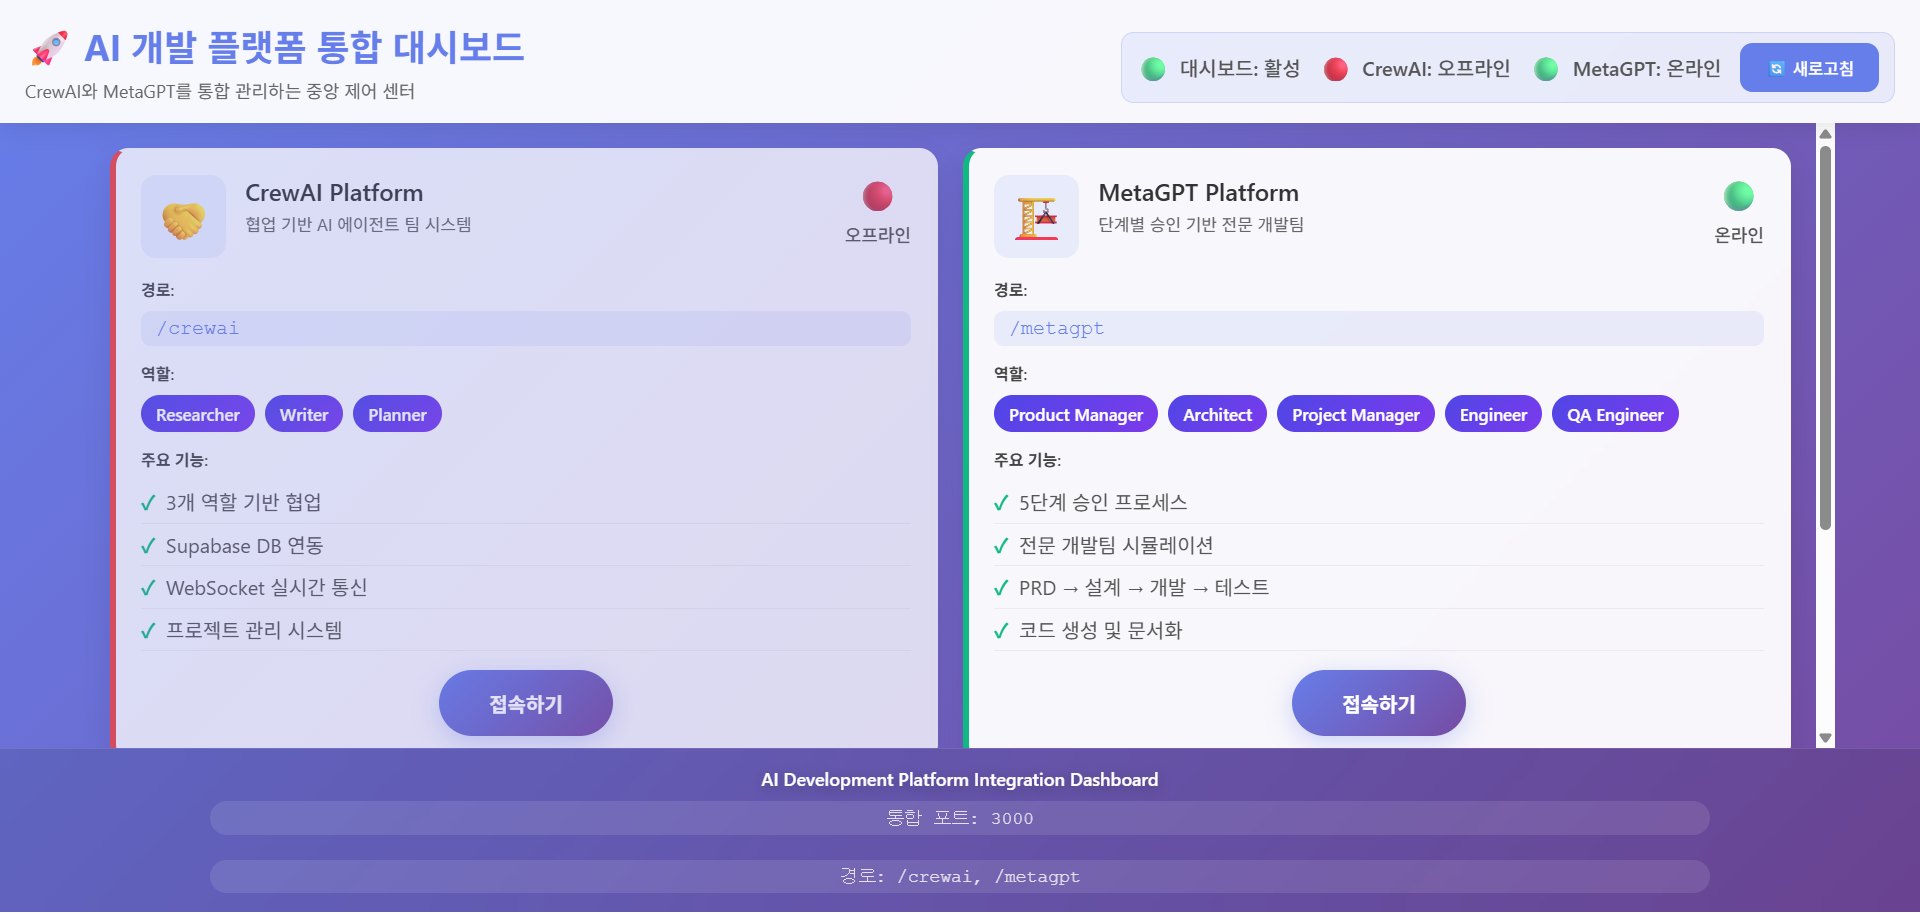 AI 개발 플랫폼 통합 대시보드
CrewAI와 MetaGPT를 통합 관리하는 중앙 제어 센터
대시보드: 활성
CrewAI: 오프라인
MetaGPT: 온라인
새로고침
CrewAI Platform
협업 기반 AI 에이전트 팀 시스템
오프라인
경로:
/crewai
역할:
Researcher
Writer
Planner
주요 기능:
✓ 3개 역할 기반 협업
✓ Supabase DB 연동
✓ WebSocket 실시간 통신
✓ 프로젝트 관리 시스템
접속하기
MetaGPT Platform
단계별 승인 기반 전문 개발팀
온라인
경로:
/metagpt
역할:
Product Manager
Architect
Project Manager
Engineer
QA Engineer
주요 기능:
✓ 5단계 승인 프로세스
✓ 전문 개발팀 시뮬레이션
✓ PRD → 설계 → 개발 → 테스트
✓ 코드 생성 및 문서화
접속하기
AI Development Platform Integration Dashboard
통합 포트: 3000
경로: /crewai, /metagpt